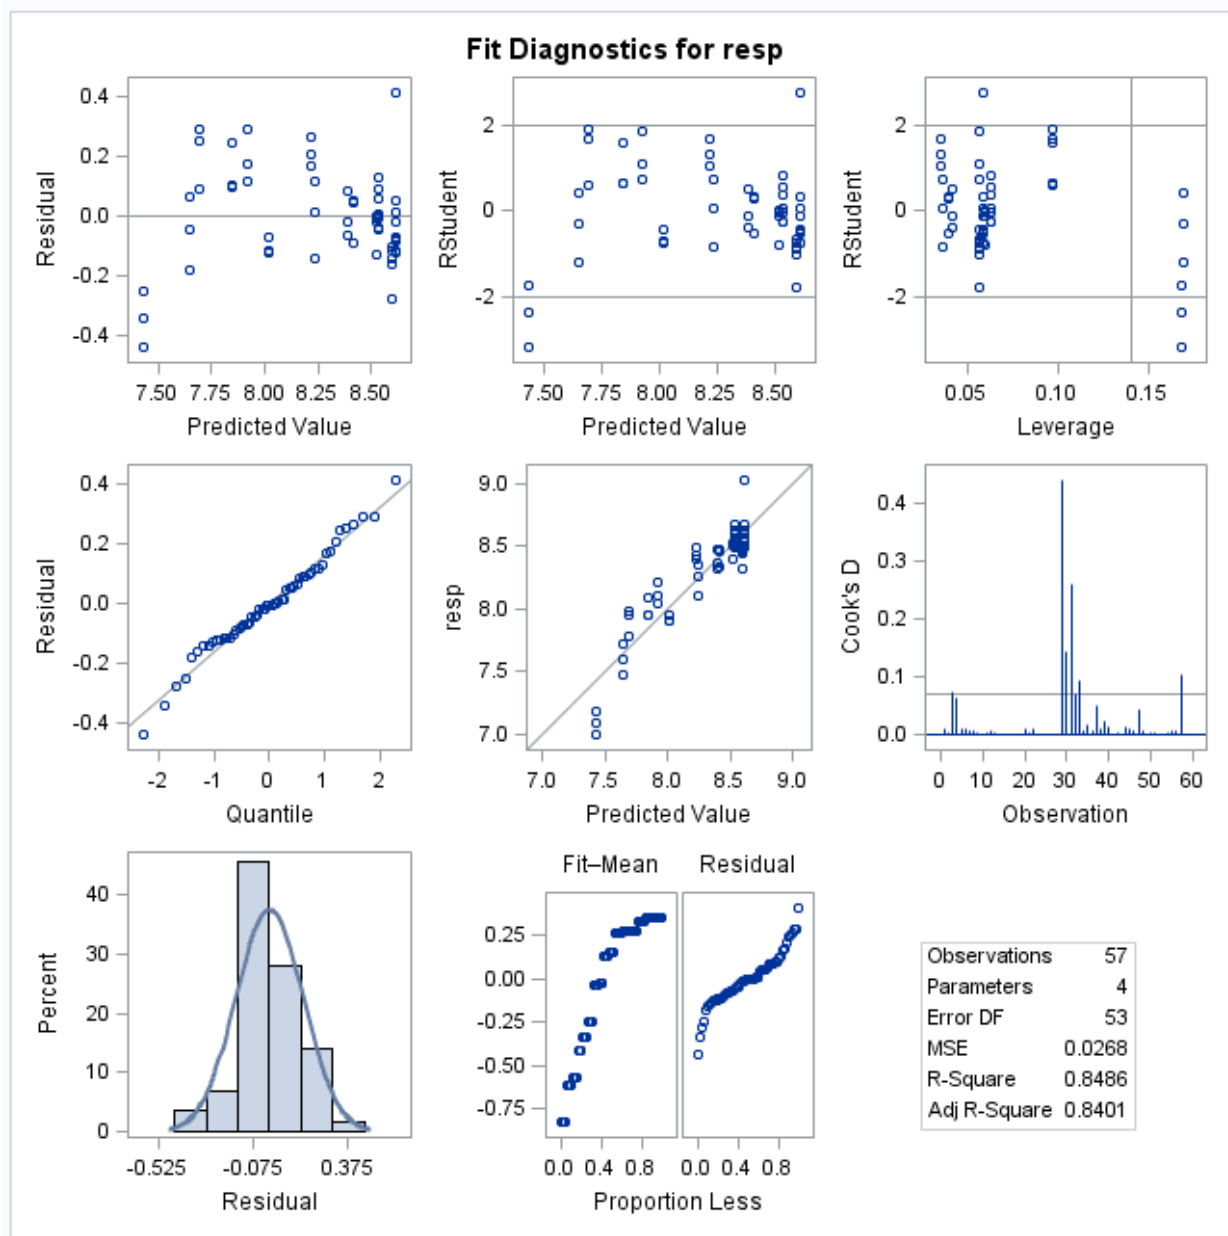 Fit Diagnostics for resp
0.4
0.2
0.0
-0.2
-0.4
Residual
7.50 7.75 8.00 8.25 8.50
Predicted Value
2
0
-2
RStudent
7.50 7.75 8.00 8.25 8.50
Predicted Value
2
0
-2
RStudent
0.05 0.10 0.15
Leverage
0.4
0.2
0.0
-0.2
-0.4
Residual
-2 -1 0 1 2
Quantile
9.0
8.5
8.0
7.5
7.0
resp
7.0 7.5 8.0 8.5 9.0
Predicted Value
0.4
0.3
0.2
0.1
0.0
Cook's D
0 10 20 30 40 50 60
Observation
40
30
20
10
0
Percent
-0.525 -0.075 0.375
Residual
Fit–Mean Residual
0.25
0.00
-0.25
-0.50
-0.75
0.0 0.4 0.8 0.0 0.4 0.8
Proportion Less
Observations 57
Parameters 4
Error DF 53
MSE 0.0268
R-Square 0.8486
Adj R-Square 0.8401